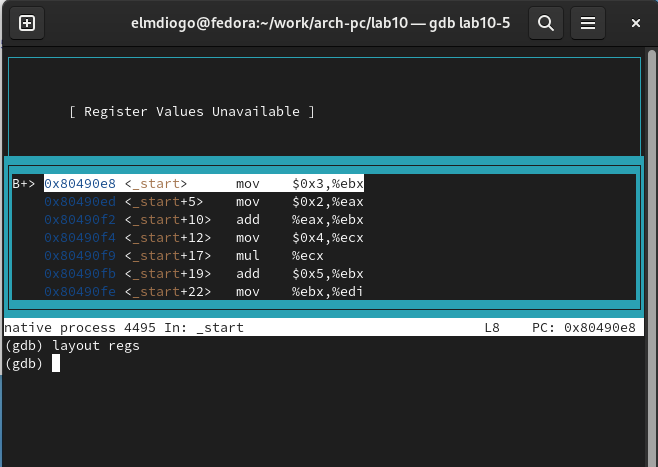 elmdiogo@fedora:~/work/arch-pc/lab10 — gdb lab10-5
[ Register Values Unavailable ]
B+> 0x80490e8 <_start> mov $0x3,%ebx
0x80490ed <_start+5> mov $0x2,%eax
0x80490f2 <_start+10> add %eax,%ebx
0x80490f4 <_start+12> mov $0x4,%ecx
0x80490f9 <_start+17> mul %ecx
0x80490fb <_start+19> add $0x5,%ebx
0x80490fe <_start+22> mov %ebx,%edi
native process 4495 In: _start L8 PC: 0x80490e8
(gdb) layout regs
(gdb)